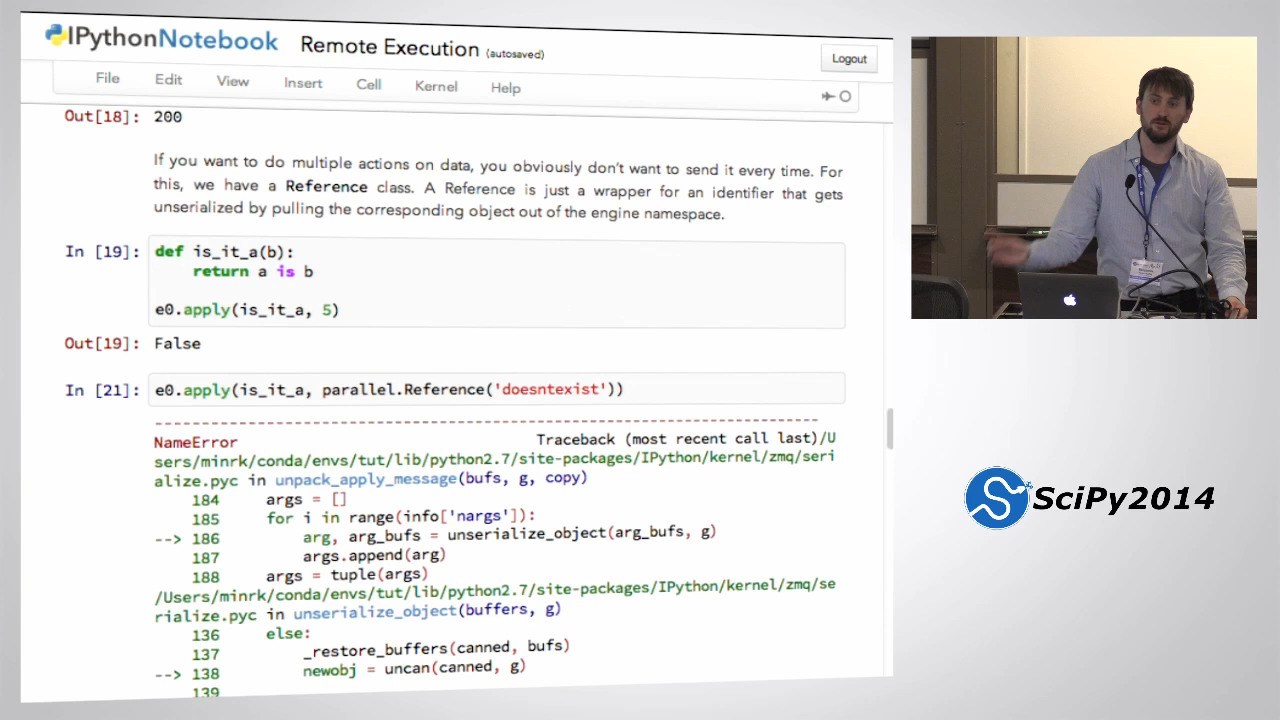 IPythonNotebook Remote Execution (autosaved) Logout
File Edit View Insert Cell Kernel Help
Out[18]: 200
If you want to do multiple actions on data, you obviously don't want to send it every time. For
this, we have a Reference class. A Reference is just a wrapper for an identifier that gets
unserialized by pulling the corresponding object out of the engine namespace.
In [19]: def is_it_a(b):
return a is b
e0.apply(is_it_a, 5)
Out[19]: False
In [21]: e0.apply(is_it_a, parallel.Reference('doesntexist'))
---------------------------------------------------------------------------
NameError Traceback (most recent call last)/U
sers/minrk/conda/envs/tut/lib/python2.7/site-packages/IPython/kernel/zmq/seri
alize.pyc in unpack_apply_message(bufs, g, copy)
184 args = []
185 for i in range(info['nargs']):
--> 186 arg, arg_bufs = unserialize_object(arg_bufs, g)
187 args.append(arg)
188 args = tuple(args)
/Users/minrk/conda/envs/tut/lib/python2.7/site-packages/IPython/kernel/zmq/se
rialize.pyc in unserialize_object(buffers, g)
136 else:
137 _restore_buffers(canned, bufs)
--> 138 newobj = uncan(canned, g)
139
SciPy2014